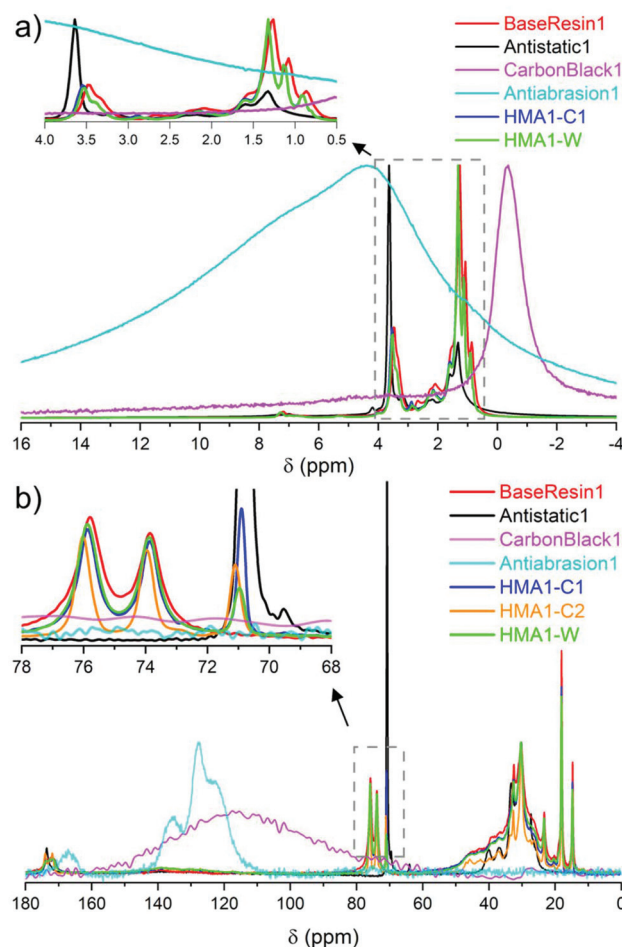 a)
BaseResin1
Antistatic1
CarbonBlack1
Antiabrasion1
HMA1-C1
HMA1-W
4.0 3.5 3.0 2.5 2.0 1.5 1.0 0.5
16 14 12 10 8 6 4 2 0 -2 -4
δ (ppm)
b)
BaseResin1
Antistatic1
CarbonBlack1
Antiabrasion1
HMA1-C1
HMA1-C2
HMA1-W
78 76 74 72 70 68
180 160 140 120 100 80 60 40 20 0
δ (ppm)